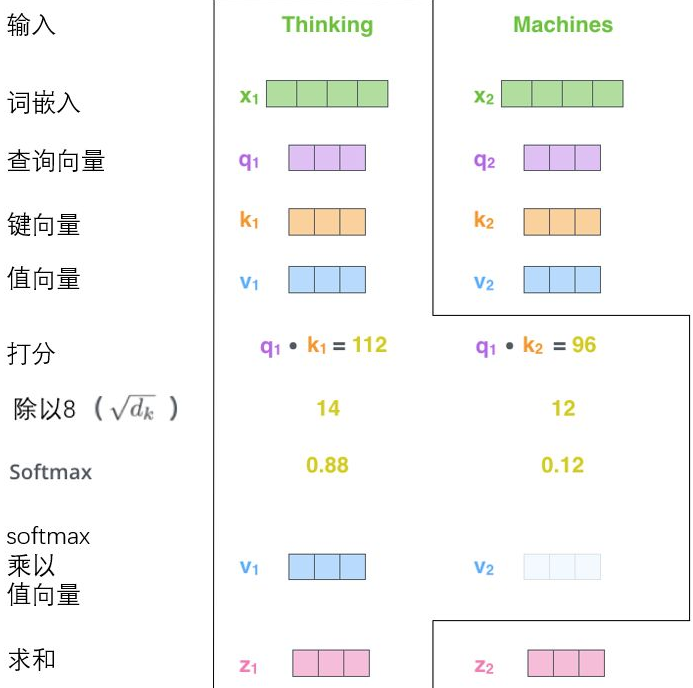 输入 Thinking Machines
词嵌入 x₁ x₂
查询向量 q₁ q₂
键向量 k₁ k₂
值向量 v₁ v₂
打分 q₁ • k₁ = 112 q₁ • k₂ = 96
除以8 ( √dₖ ) 14 12
Softmax 0.88 0.12
softmax
乘以 v₁ v₂
值向量
求和 z₁ z₂